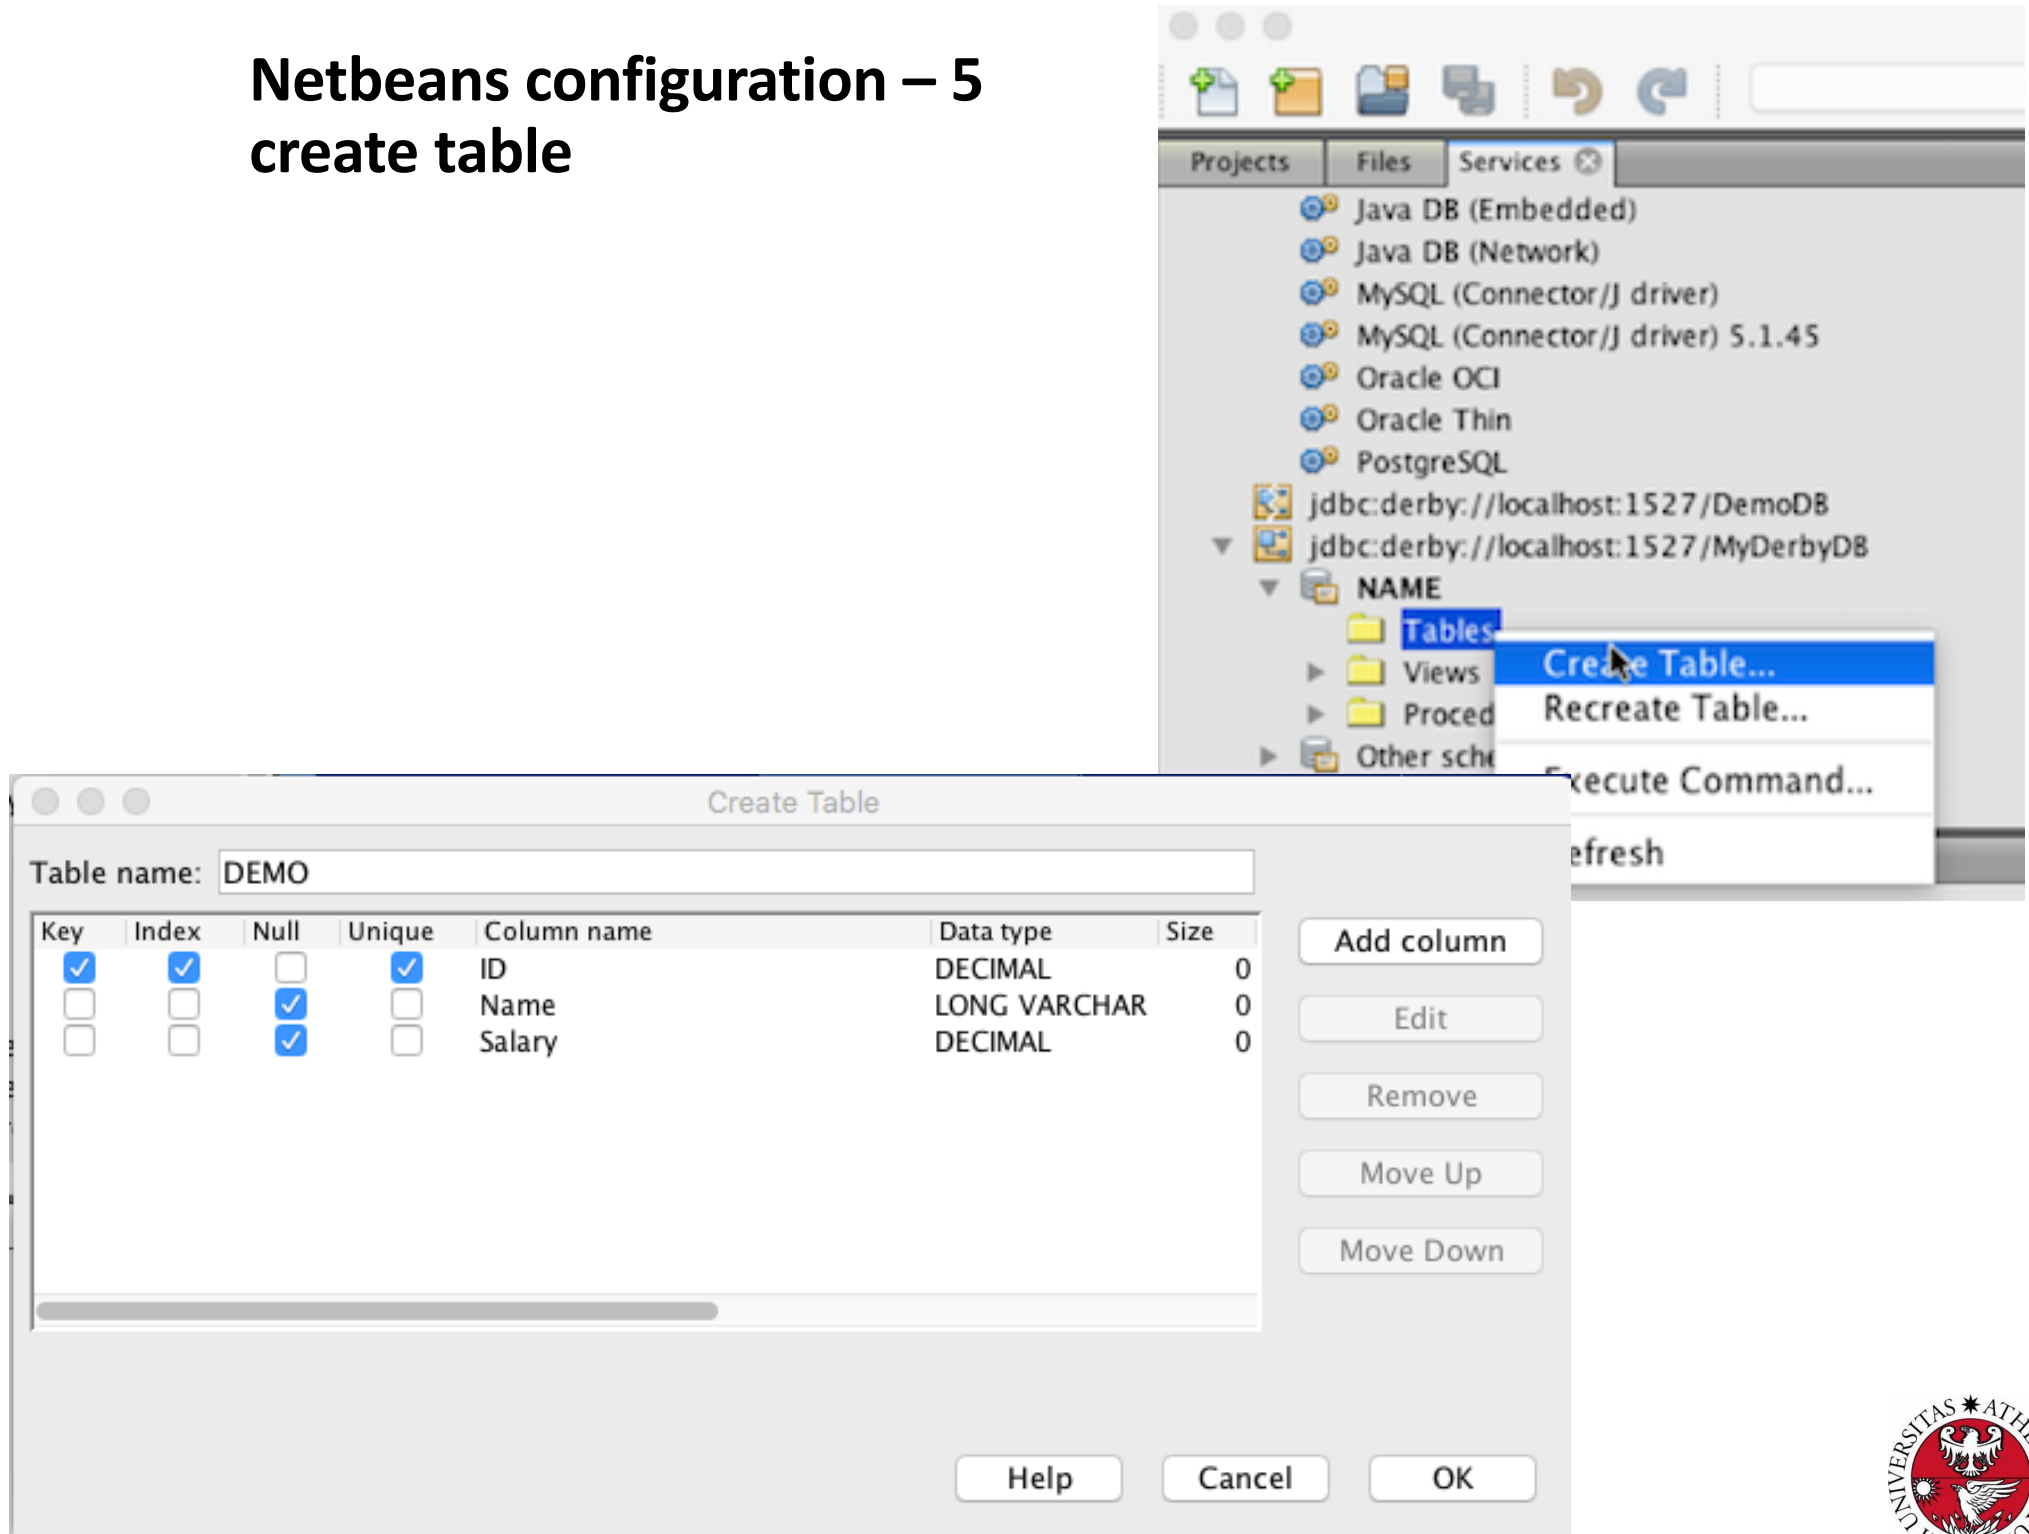 Netbeans configuration – 5
create table
Projects Files Services
Java DB (Embedded)
Java DB (Network)
MySQL (Connector/J driver)
MySQL (Connector/J driver) 5.1.45
Oracle OCI
Oracle Thin
PostgreSQL
jdbc:derby://localhost:1527/DemoDB
jdbc:derby://localhost:1527/MyDerbyDB
NAME
Tables
Views
Proced
Other sche
Create Table...
Recreate Table...
Execute Command...
efresh
Create Table
Table name: DEMO
Key Index Null Unique Column name Data type Size
ID DECIMAL 0
Name LONG VARCHAR 0
Salary DECIMAL 0
Add column
Edit
Remove
Move Up
Move Down
Help Cancel OK